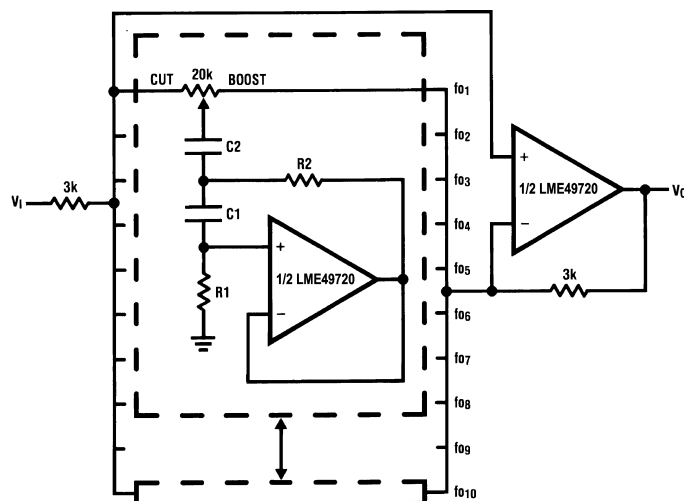 CUT 20k BOOST
fo1
fo2
C2
R2
fo3
3k
VI
C1
fo4
+
1/2 LME49720
−
VO
fo5
3k
+
1/2 LME49720
−
R1
fo6
fo7
fo8
fo9
fo10